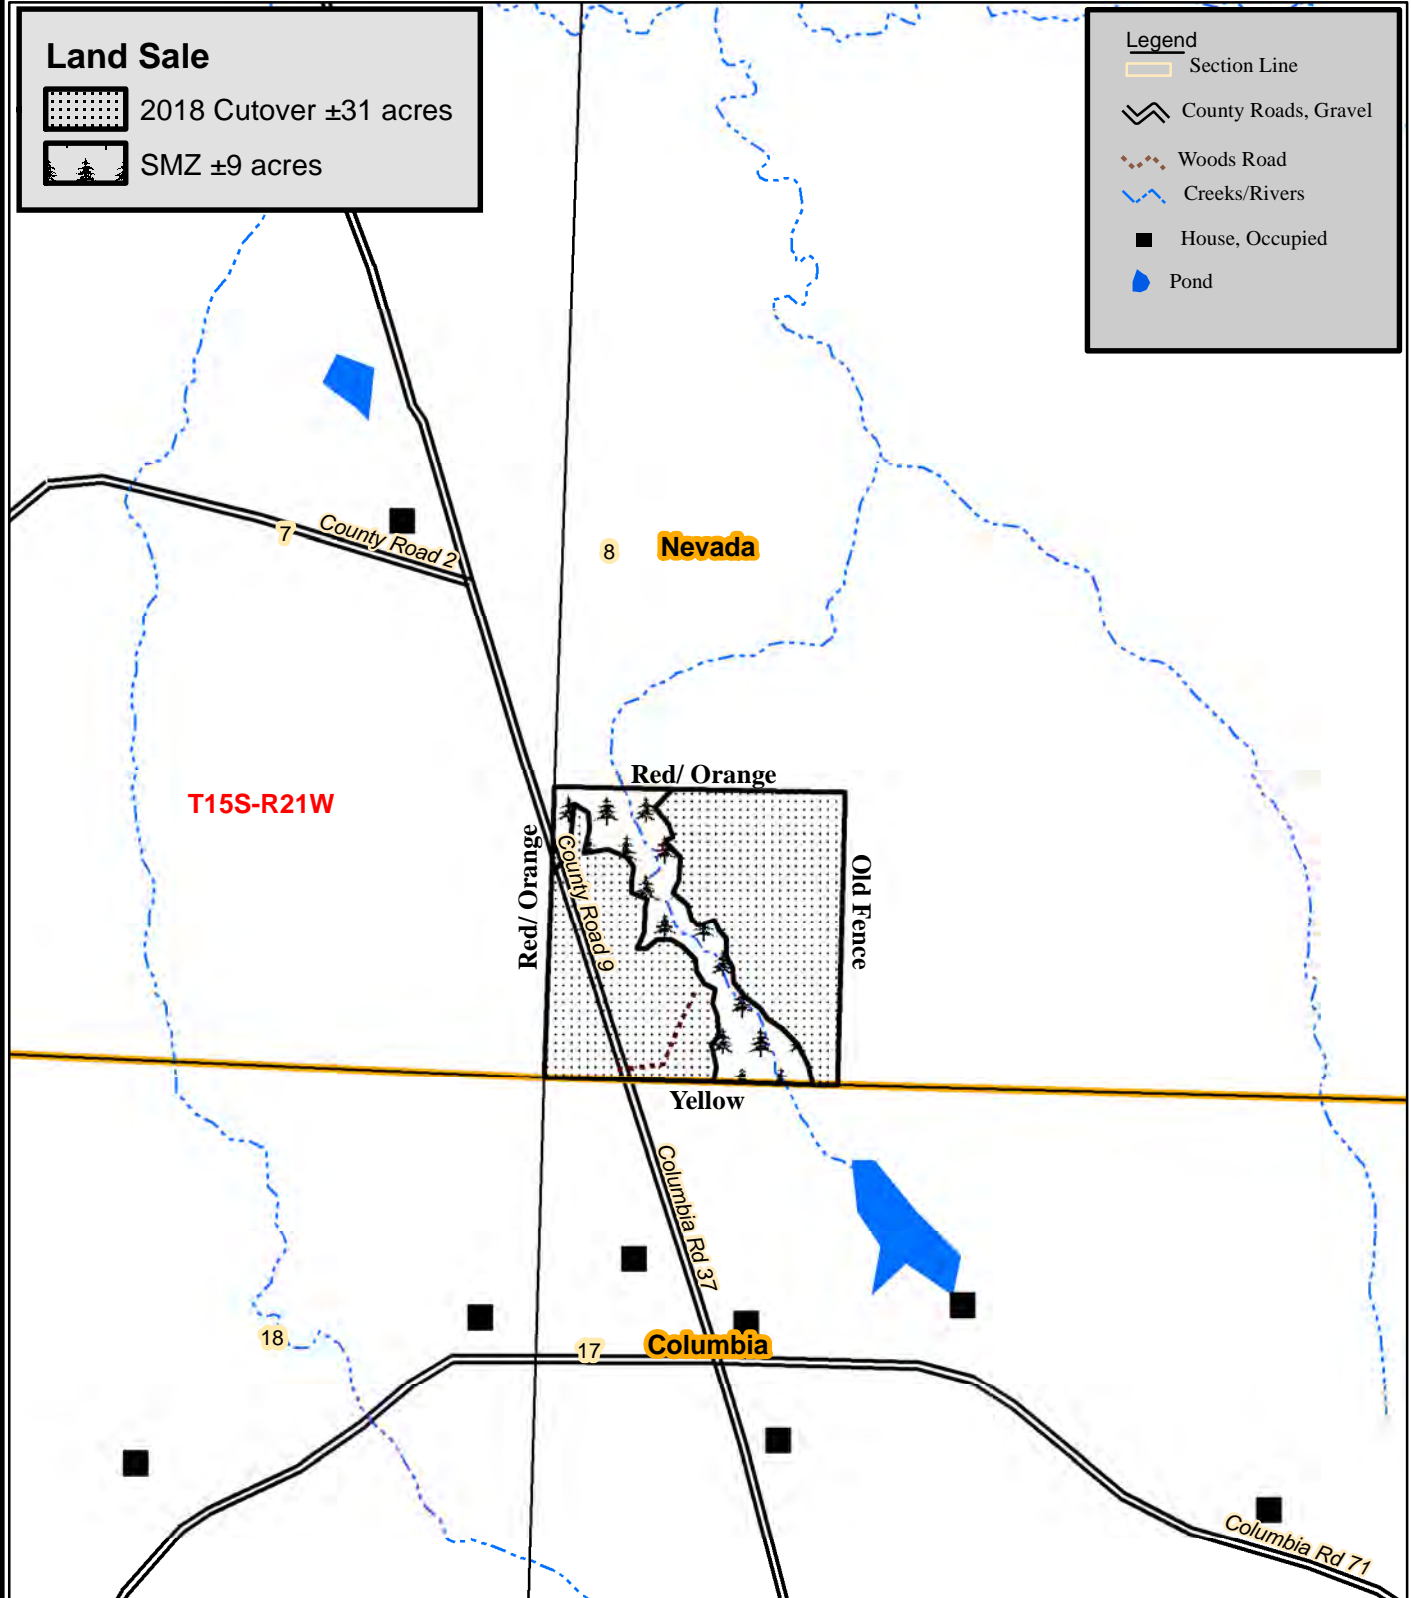 Land Sale
2018 Cutover ±31 acres
SMZ ±9 acres
Legend
Section Line
County Roads, Gravel
Woods Road
Creeks/Rivers
House, Occupied
Pond
7
County Road 2
8
Nevada
T15S-R21W
Red/ Orange
Red/ Orange
County Road 9
Old Fence
Yellow
Columbia Rd 37
18
17
Columbia
Columbia Rd 71